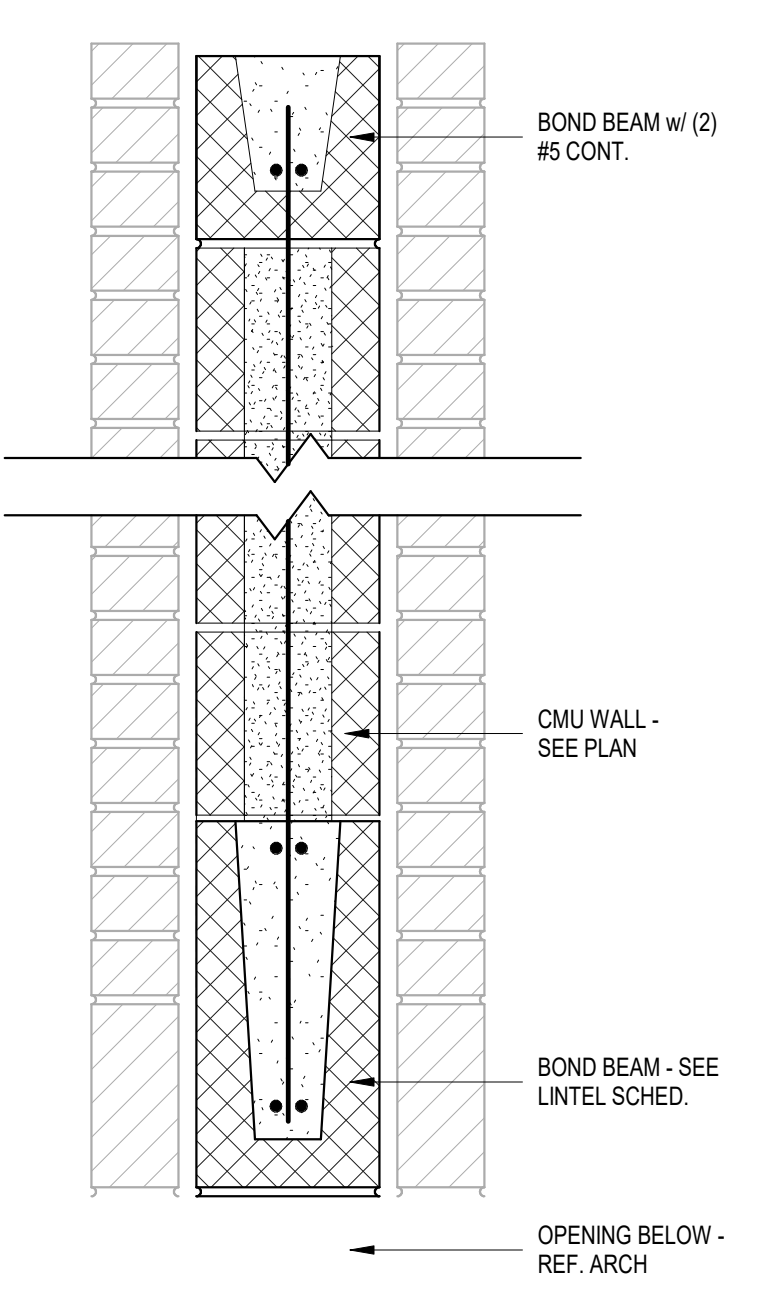 BOND BEAM w/ (2)
#5 CONT.
CMU WALL -
SEE PLAN
BOND BEAM - SEE
LINTEL SCHED.
OPENING BELOW -
REF. ARCH